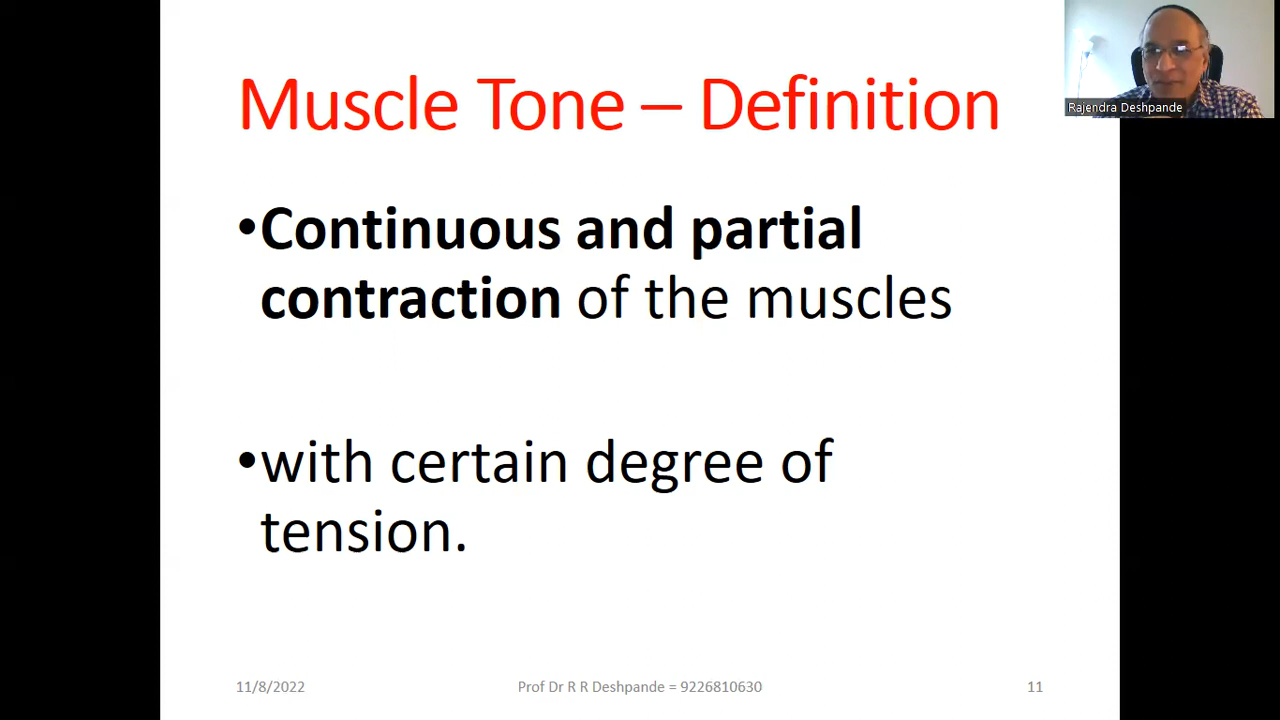 Muscle Tone – Definition
Rajendra Deshpande
•Continuous and partial
contraction of the muscles
•with certain degree of
tension.
11/8/2022
Prof Dr R R Deshpande = 9226810630
11